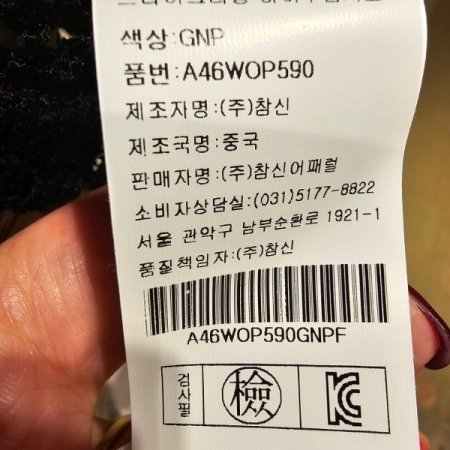 색상:GNP
품번:A46WOP590
제조자명:(주)참신
제조국명:중국
판매자명:(주)참신어패럴
소비자상담실:(031)5177-8822
서울 관악구 남부순환로 1921-1
품질책임자:(주)참신
A46WOP590GNPF
검사필 檢 KC